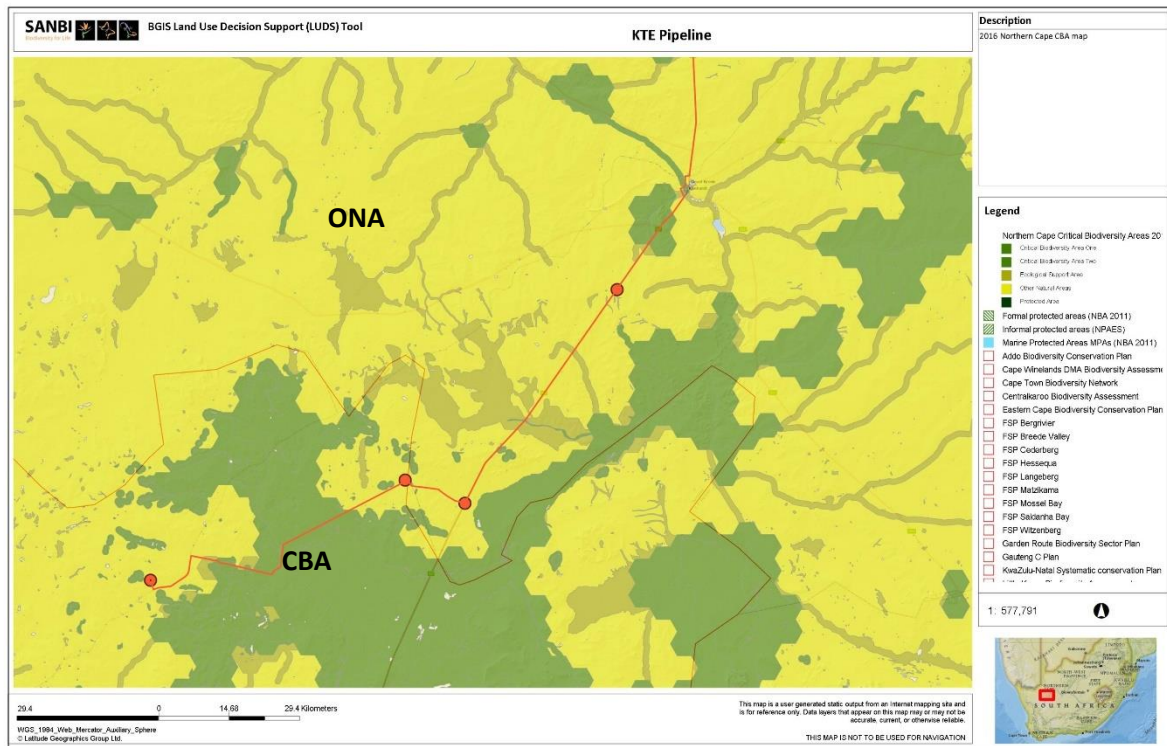 SANBI
Biodiversity for Life
BGIS Land Use Decision Support (LUDS) Tool
KTE Pipeline
Description
2016 Northern Cape CBA map
ONA
CBA
Legend
Northern Cape Critical Biodiversity Areas 201
Critical Biodiversity Area One
Critical Biodiversity Area Two
Ecological Support Area
Other Natural Areas
Protected Area
Formal protected areas (NBA 2011)
Informal protected areas (NPAES)
Marine Protected Areas MPAs (NBA 2011)
Addo Biodiversity Conservation Plan
Cape Winelands DMA Biodiversity Assessme
Cape Town Biodiversity Network
Centralkaroo Biodiversity Assessment
Eastern Cape Biodiversity Conservation Plan
FSP Bergrivier
FSP Breede Valley
FSP Cederberg
FSP Hessequa
FSP Langeberg
FSP Matzikama
FSP Mossel Bay
FSP Saldanha Bay
FSP Witzenberg
Garden Route Biodiversity Sector Plan
Gauteng C Plan
KwaZulu-Natal Systematic conservation Plan
1: 577,791
SOUTH AFRICA
29.4 0 14.68 29.4 Kilometers
WGS_1984_Web_Mercator_Auxiliary_Sphere
© Latitude Geographics Group Ltd.
This map is a user generated static output from an Internet mapping site and
is for reference only. Data layers that appear on this map may or may not be
accurate, current, or otherwise reliable.
THIS MAP IS NOT TO BE USED FOR NAVIGATION